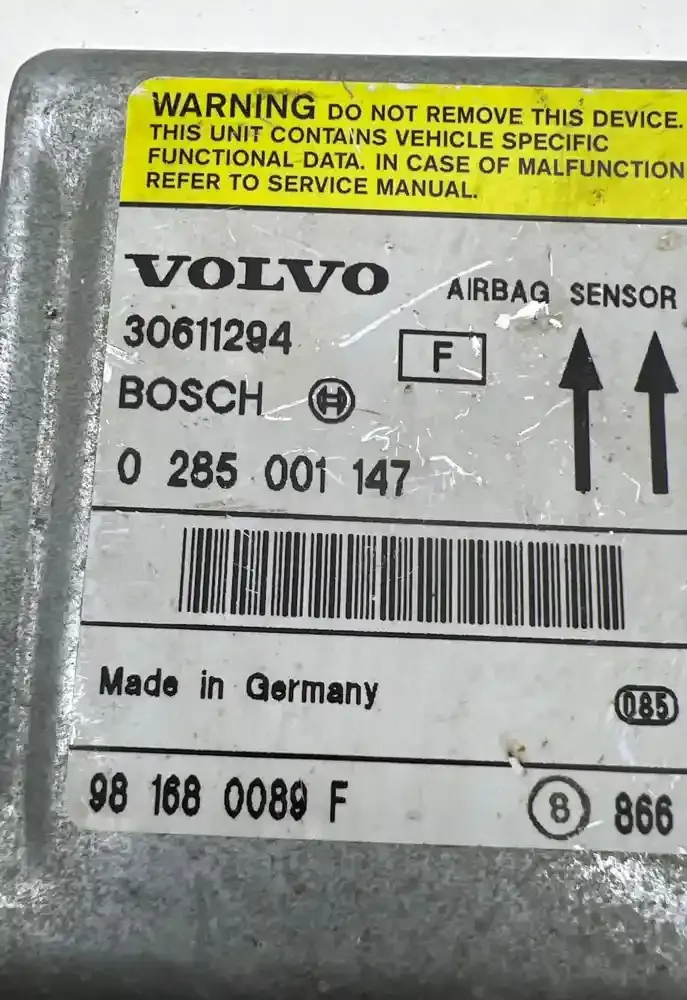 WARNING DO NOT REMOVE THIS DEVICE.
THIS UNIT CONTAINS VEHICLE SPECIFIC
FUNCTIONAL DATA. IN CASE OF MALFUNCTION
REFER TO SERVICE MANUAL.
VOLVO AIRBAG SENSOR
30611294 F
BOSCH
0 285 001 147
Made in Germany 085
98 168 0089 F 8 866